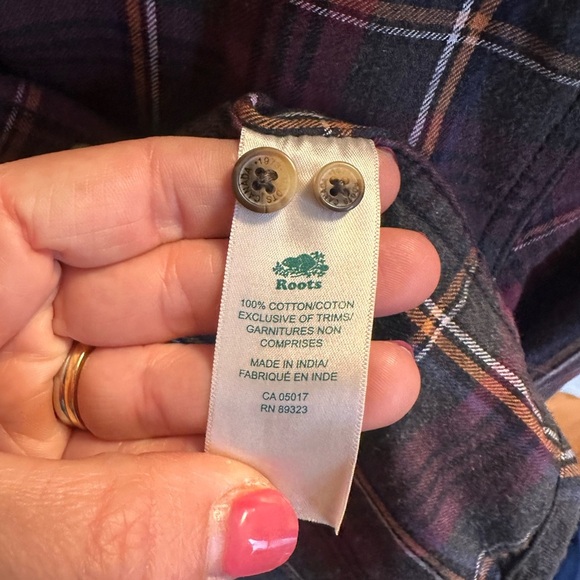 Roots
100% COTTON/COTON
EXCLUSIVE OF TRIMS/
GARNITURES NON
COMPRISES
MADE IN INDIA/
FABRIQUÉ EN INDE
CA 05017
RN 89323